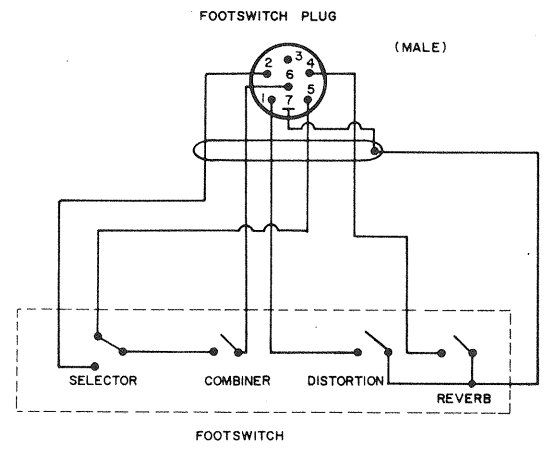 FOOTSWITCH PLUG
(MALE)
3
2
4
6
1
7
5
SELECTOR
COMBINER
DISTORTION
REVERB
FOOTSWITCH